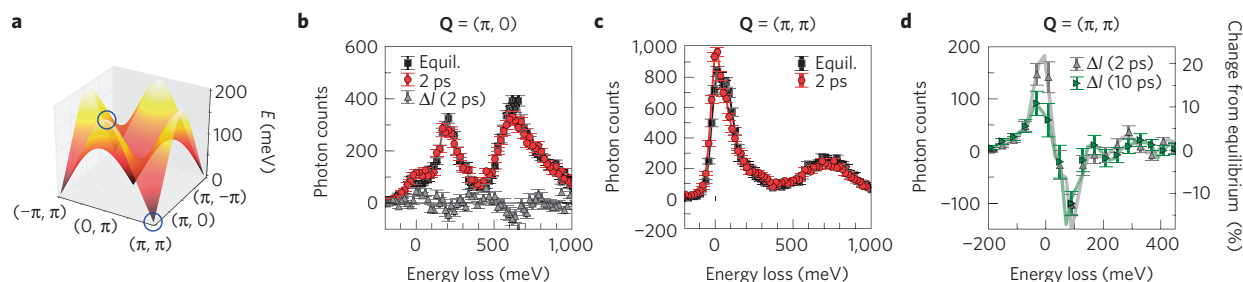 a
200
100
0
E (meV)
(−π, π)
(0, π)
(π, π)
(π, 0)
(π, −π)
b
Q = (π, 0)
Equil.
2 ps
ΔI (2 ps)
600
400
200
0
Photon counts
0
500
1,000
Energy loss (meV)
c
Q = (π, π)
Equil.
2 ps
1,000
800
600
400
200
0
−200
Photon counts
0
500
1,000
Energy loss (meV)
d
Q = (π, π)
ΔI (2 ps)
ΔI (10 ps)
200
100
0
−100
Photon counts
−200
0
200
400
Energy loss (meV)
20
10
0
−10
Change from equilibrium (%)